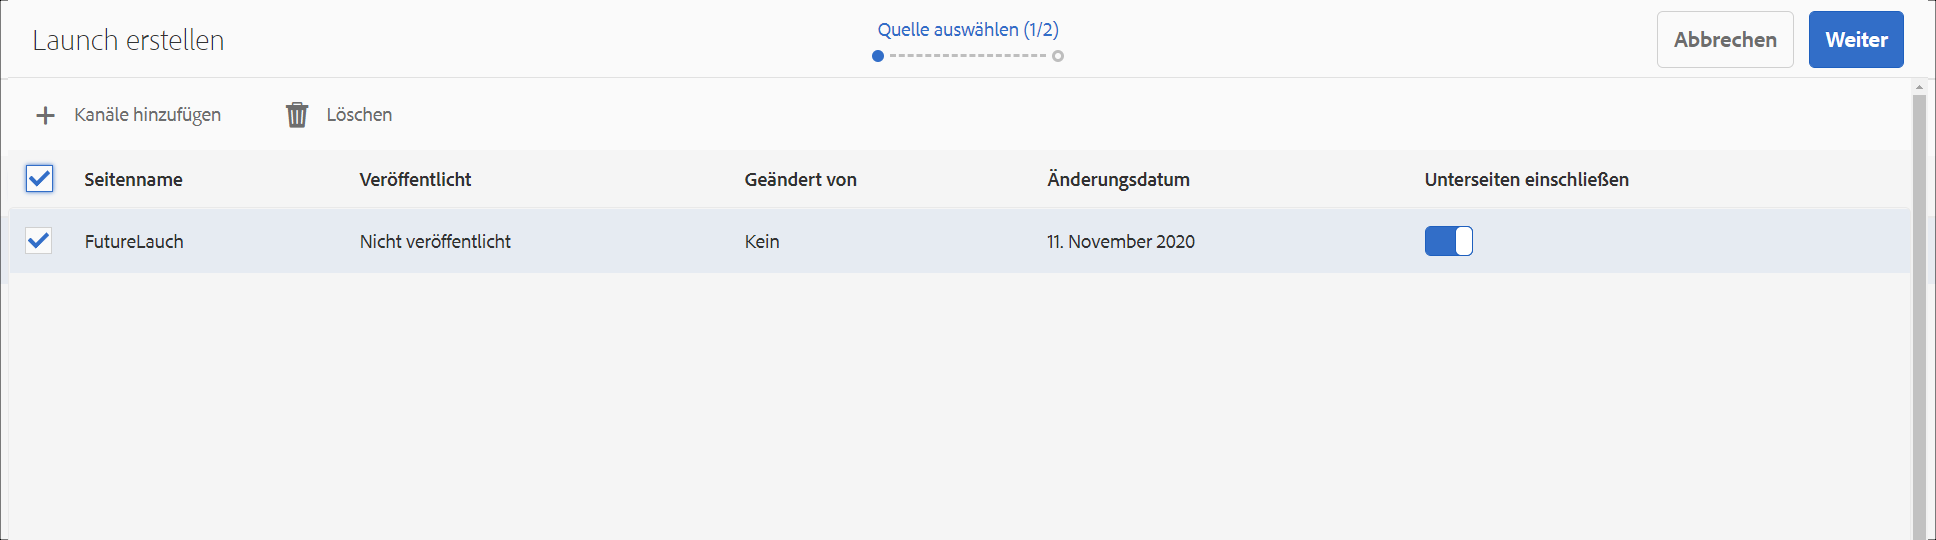 Launch erstellen
Quelle auswählen (1/2)
Abbrechen
Weiter
Kanäle hinzufügen
Löschen
Seitenname Veröffentlicht Geändert von Änderungsdatum Unterseiten einschließen
FutureLauch Nicht veröffentlicht Kein 11. November 2020